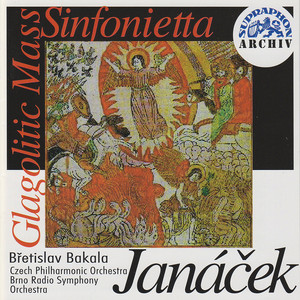 Glagolitic Mass
Sinfonietta
SUPRAPHON
ARCHIV
Břetislav Bakala
Czech Philharmonic Orchestra
Brno Radio Symphony
Orchestra
Janáček